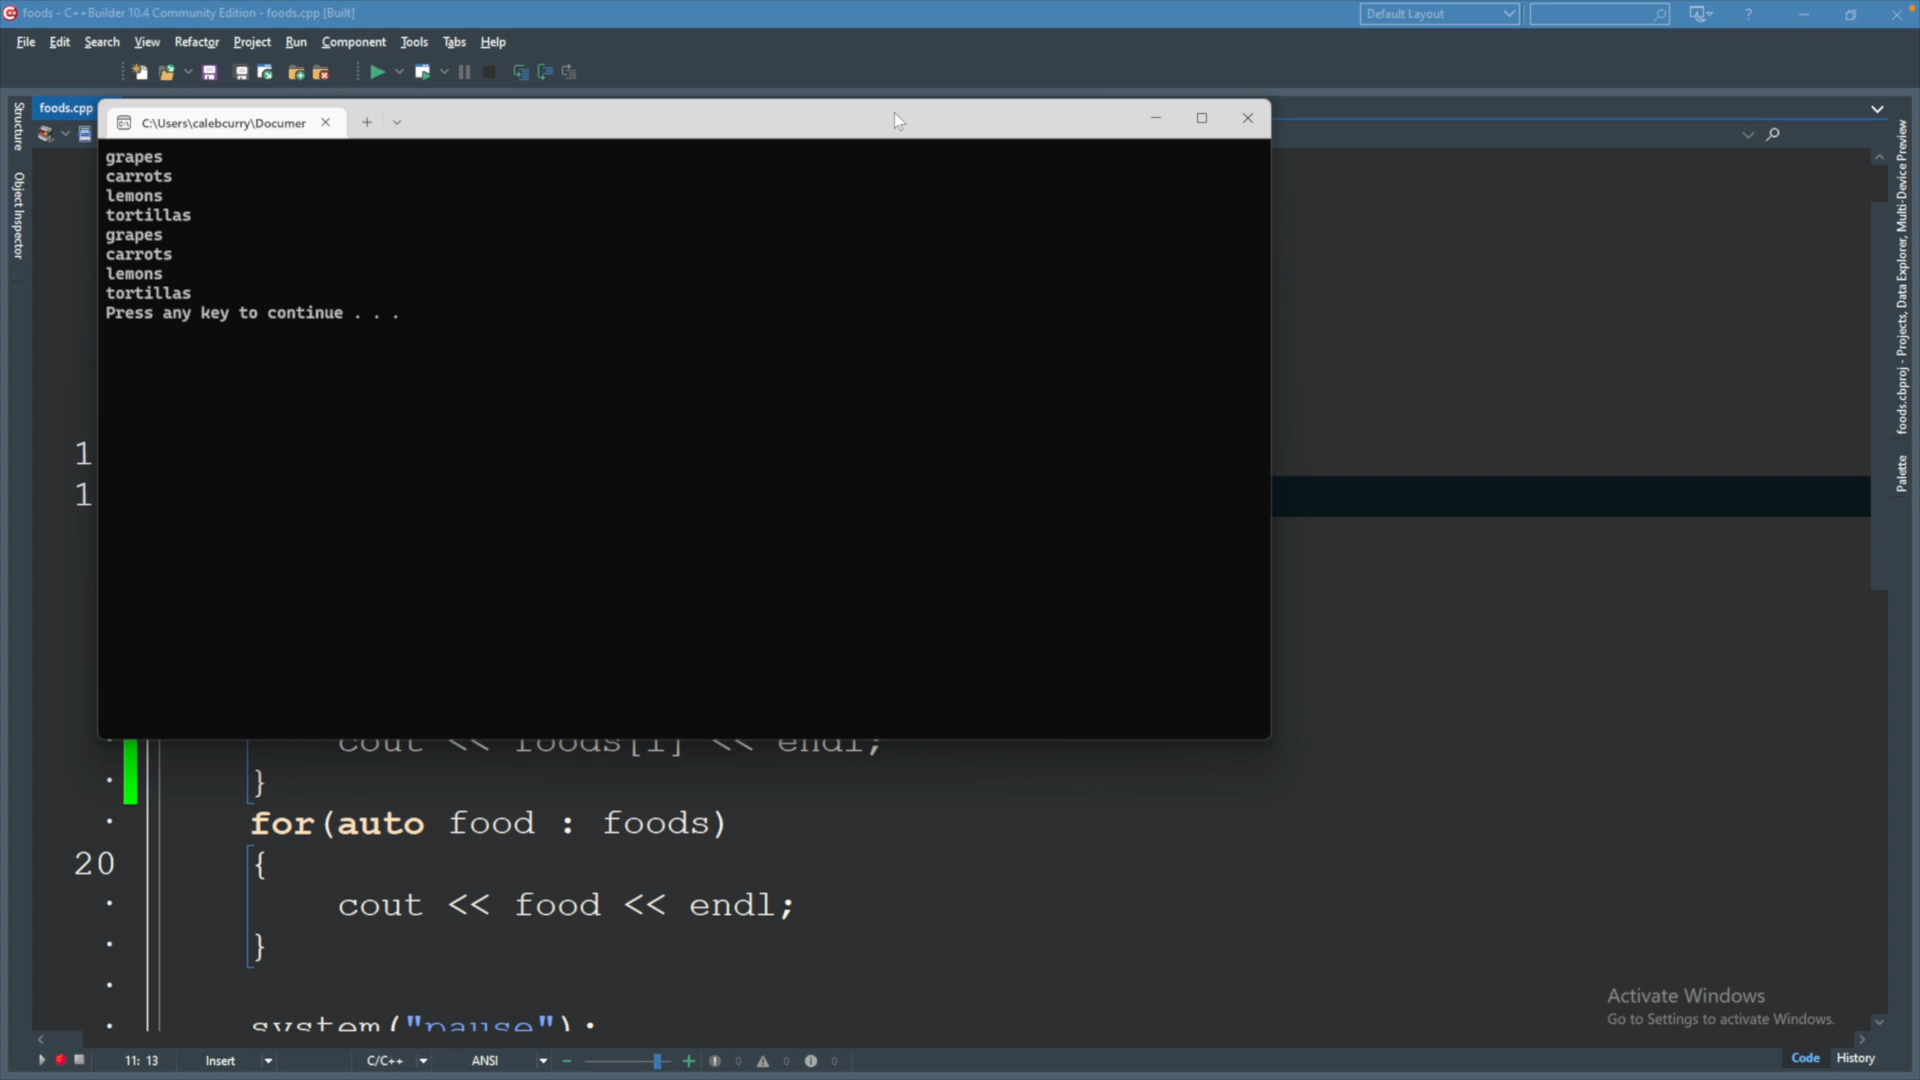 foods - C++Builder 10.4 Community Edition - foods.cpp [Built]
Default Layout
?
File Edit Search View Refactor Project Run Component Tools Tabs Help
foods.cpp
C:\Users\calebcurry\Documer
Structure
Object Inspector
grapes
carrots
lemons
tortillas
grapes
carrots
lemons
tortillas
Press any key to continue . . .
foods.cbproj - Projects, Data Explorer, Multi-Device Preview
Palette
1
1
cout << foods[i] << endl;
}
for(auto food : foods)
20 {
cout << food << endl;
}
system("pause");
Activate Windows
Go to Settings to activate Windows.
11: 13 Insert C/C++ ANSI 0 0 0
Code History